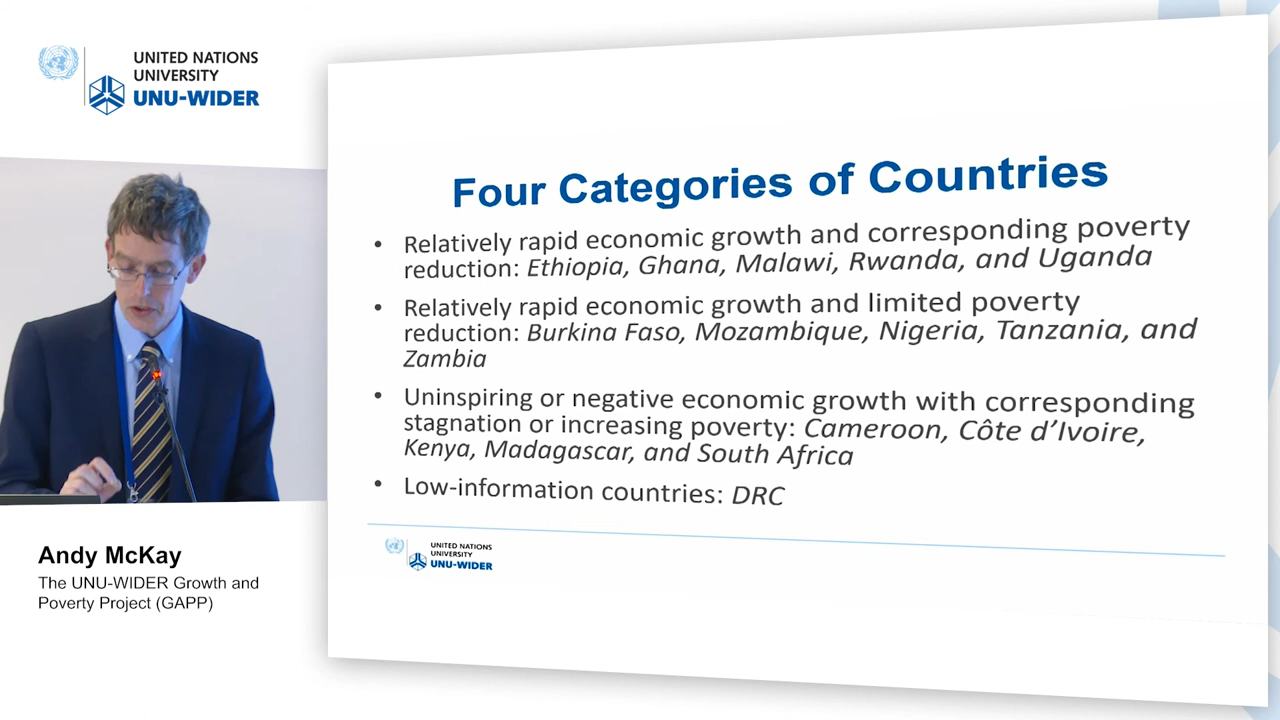 UNITED NATIONS
UNIVERSITY
UNU-WIDER
Four Categories of Countries
• Relatively rapid economic growth and corresponding poverty
reduction: Ethiopia, Ghana, Malawi, Rwanda, and Uganda
• Relatively rapid economic growth and limited poverty
reduction: Burkina Faso, Mozambique, Nigeria, Tanzania, and
Zambia
• Uninspiring or negative economic growth with corresponding
stagnation or increasing poverty: Cameroon, Côte d’Ivoire,
Kenya, Madagascar, and South Africa
• Low-information countries: DRC
UNITED NATIONS
UNIVERSITY
UNU-WIDER
Andy McKay
The UNU-WIDER Growth and
Poverty Project (GAPP)